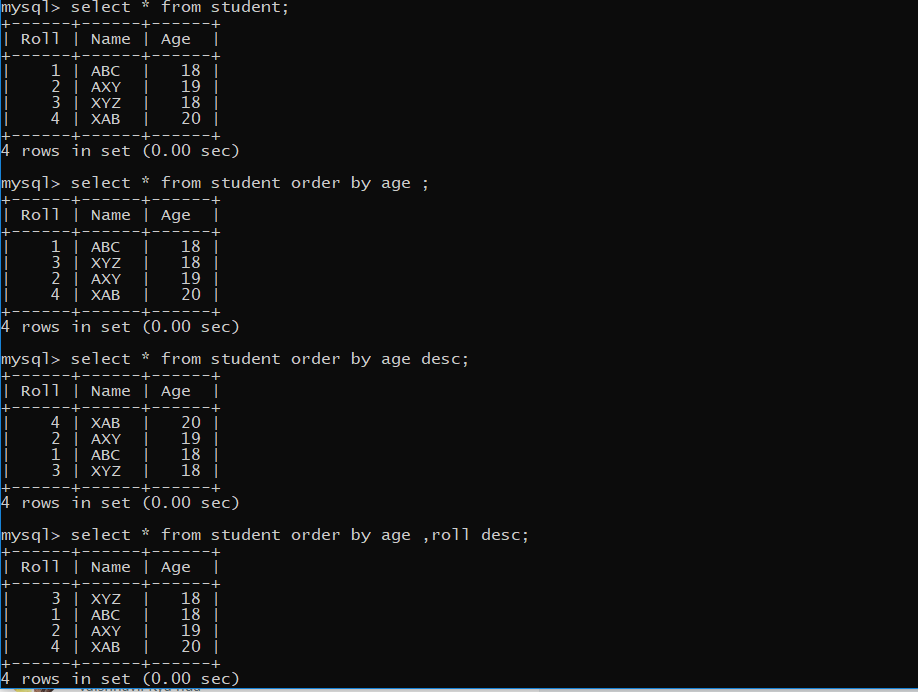 mysql> select * from student;
+------+------+------+
| Roll | Name | Age  |
+------+------+------+
|    1 | ABC  |   18 |
|    2 | AXY  |   19 |
|    3 | XYZ  |   18 |
|    4 | XAB  |   20 |
+------+------+------+
4 rows in set (0.00 sec)
mysql> select * from student order by age ;
+------+------+------+
| Roll | Name | Age  |
+------+------+------+
|    1 | ABC  |   18 |
|    3 | XYZ  |   18 |
|    2 | AXY  |   19 |
|    4 | XAB  |   20 |
+------+------+------+
4 rows in set (0.00 sec)
mysql> select * from student order by age desc;
+------+------+------+
| Roll | Name | Age  |
+------+------+------+
|    4 | XAB  |   20 |
|    2 | AXY  |   19 |
|    1 | ABC  |   18 |
|    3 | XYZ  |   18 |
+------+------+------+
4 rows in set (0.00 sec)
mysql> select * from student order by age ,roll desc;
+------+------+------+
| Roll | Name | Age  |
+------+------+------+
|    3 | XYZ  |   18 |
|    1 | ABC  |   18 |
|    2 | AXY  |   19 |
|    4 | XAB  |   20 |
+------+------+------+
4 rows in set (0.00 sec)